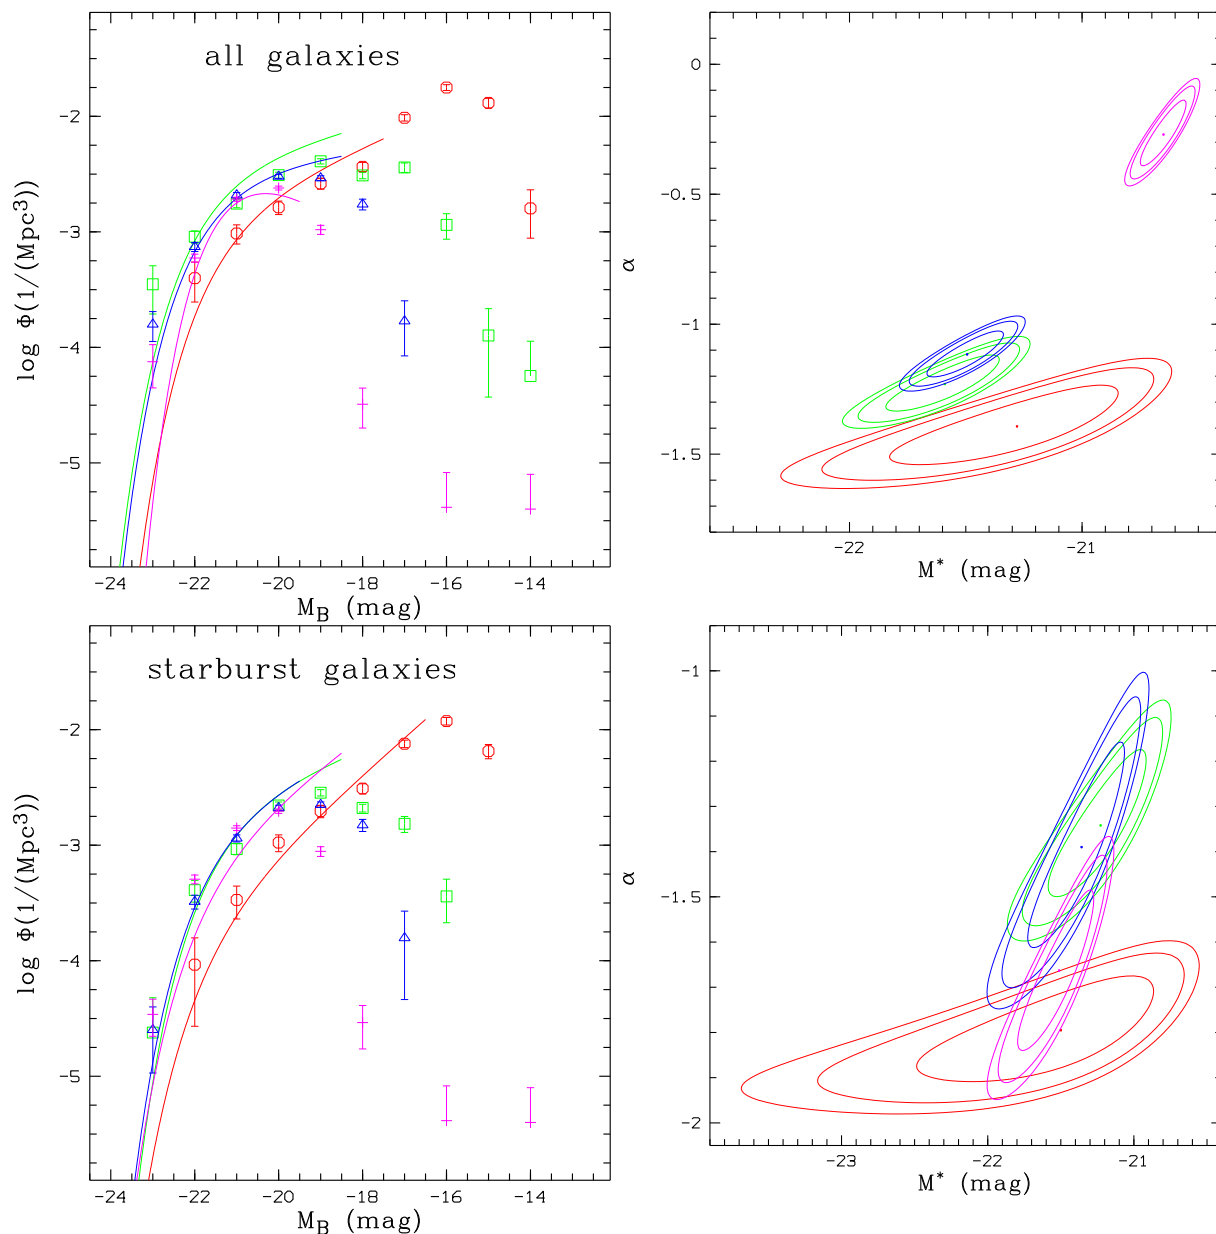 all galaxies
log Φ(1/(Mpc³))
-2
-3
-4
-5
-24 -22 -20 -18 -16 -14
M_B (mag)
α
0
-0.5
-1
-1.5
-22 -21
M* (mag)
starburst galaxies
log Φ(1/(Mpc³))
-2
-3
-4
-5
-24 -22 -20 -18 -16 -14
M_B (mag)
α
-1
-1.5
-2
-23 -22 -21
M* (mag)